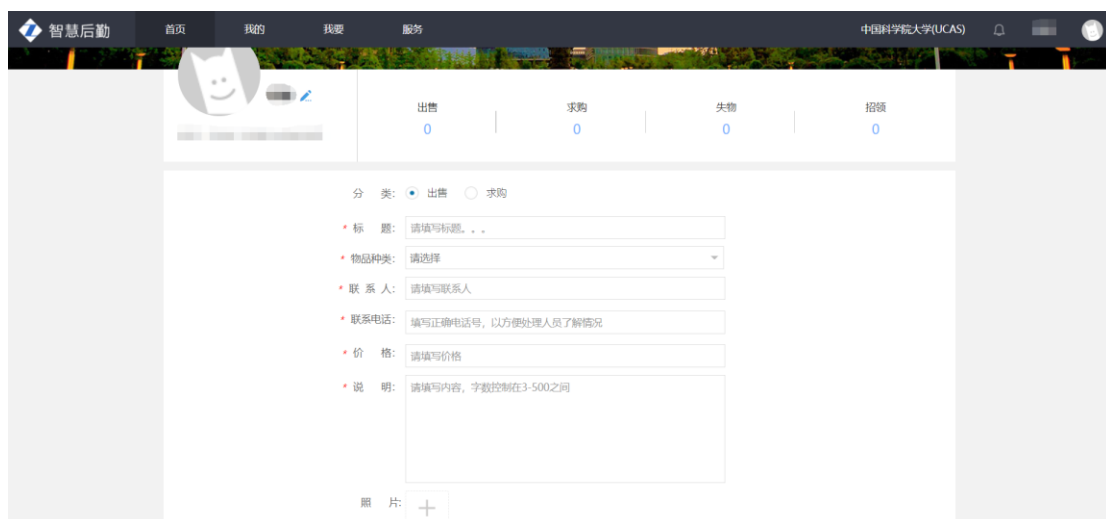 智慧后勤 首页 我的 我要 服务 中国科学院大学(UCAS)
出售 求购 失物 招领
0 0 0 0
分 类: 出售 求购
* 标 题: 请填写标题。。。
* 物品种类: 请选择
* 联 系 人: 请填写联系人
* 联系电话: 填写正确电话号，以方便处理人员了解情况
* 价 格: 请填写价格
* 说 明: 请填写内容，字数控制在3-500之间
照 片: